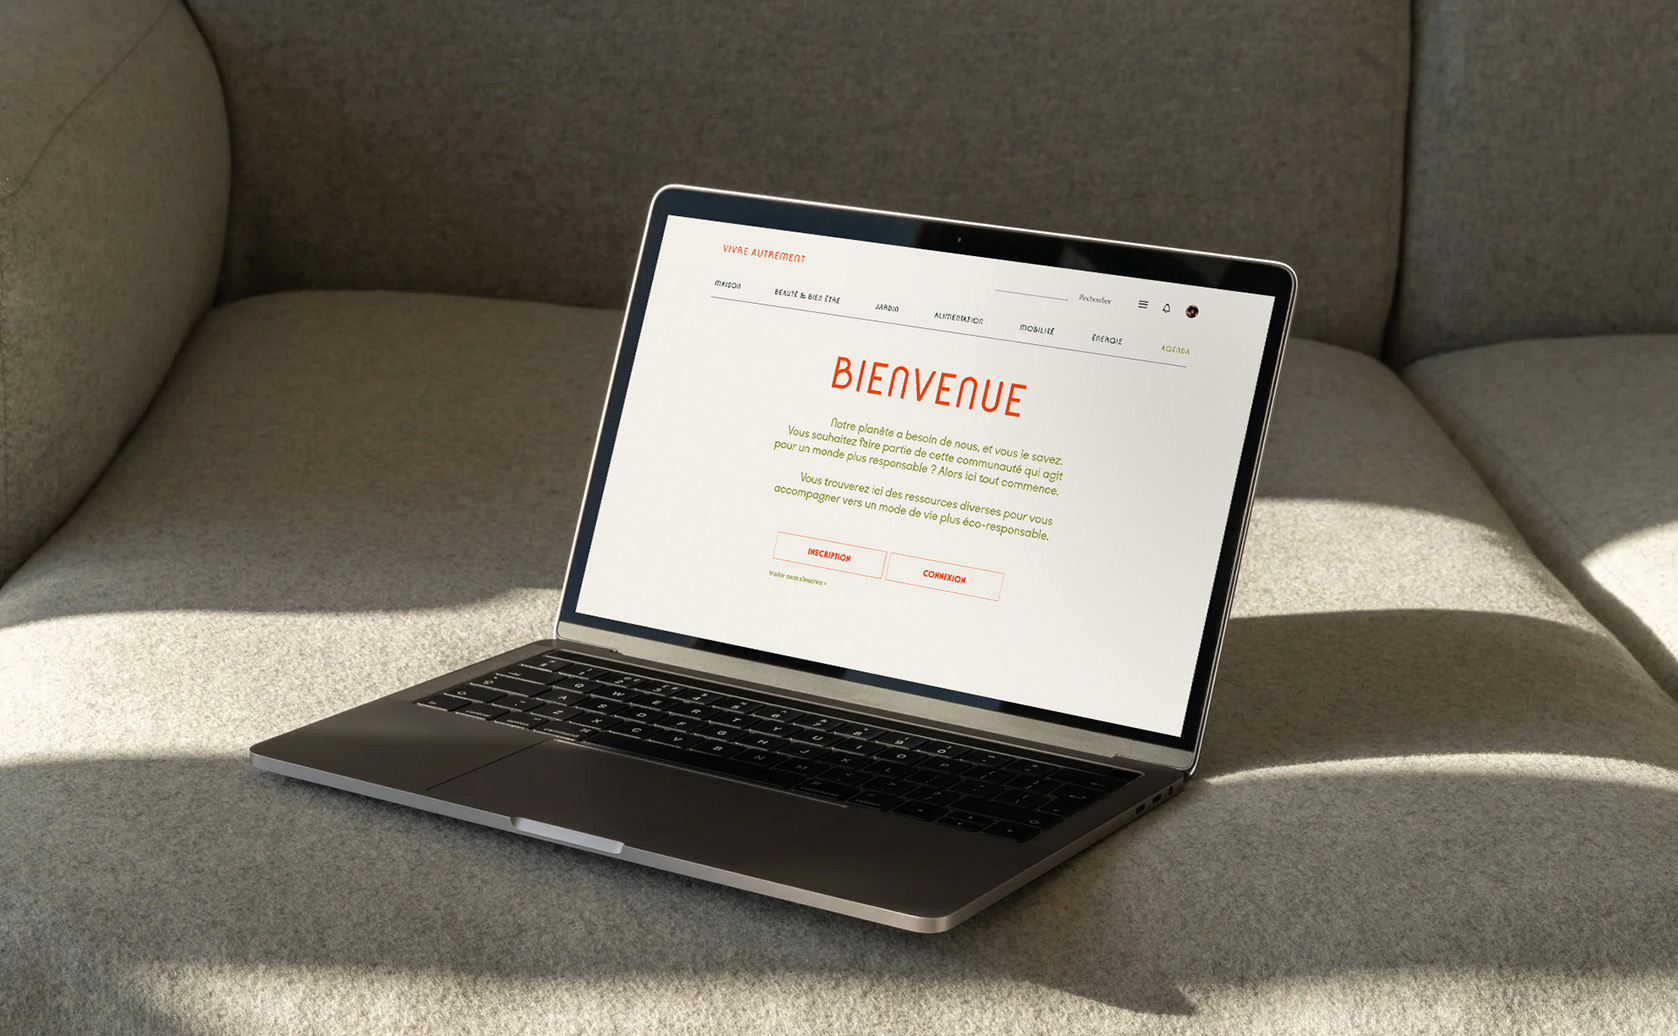 VIVRE AUTREMENT
Rechercher
MAISON BEAUTÉ & BIEN ÊTRE JARDIN ALIMENTATION MOBILITÉ ÉNERGIE AGENDA
BIENVENUE
Notre planête a besoin de nous, et vous le savez.
Vous souhaitez faire partie de cette communauté qui agit
pour un monde plus responsable ? Alors ici tout commence.
Vous trouverez ici des ressources diverses pour vous
accompagner vers un mode de vie plus éco-responsable.
INSCRIPTION CONNEXION
Visiter sans s'inscrire >